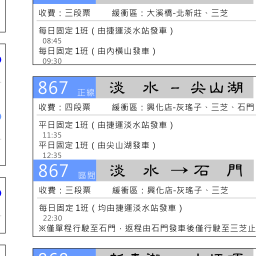 收費：三段票　緩衝區：大溪橋-北新莊、三芝
每日固定1班（由捷運淡水站發車）
08:45
每日固定1班（由內橫山發車）
09:30
867 正線 淡 水 - 尖山湖
收費：四段票　緩衝區：興化店-灰瑤子、三芝、石門
平日固定1班（由捷運淡水站發車）
11:35
平日固定1班（由尖山湖發車）
12:35
867 區間 淡 水 → 石 門
收費：三段票　緩衝區：興化店-灰瑤子、三芝
每日固定1班（均由捷運淡水站發車）
22:30
※僅單程行駛至石門，返程由石門發車後僅行駛至三芝止